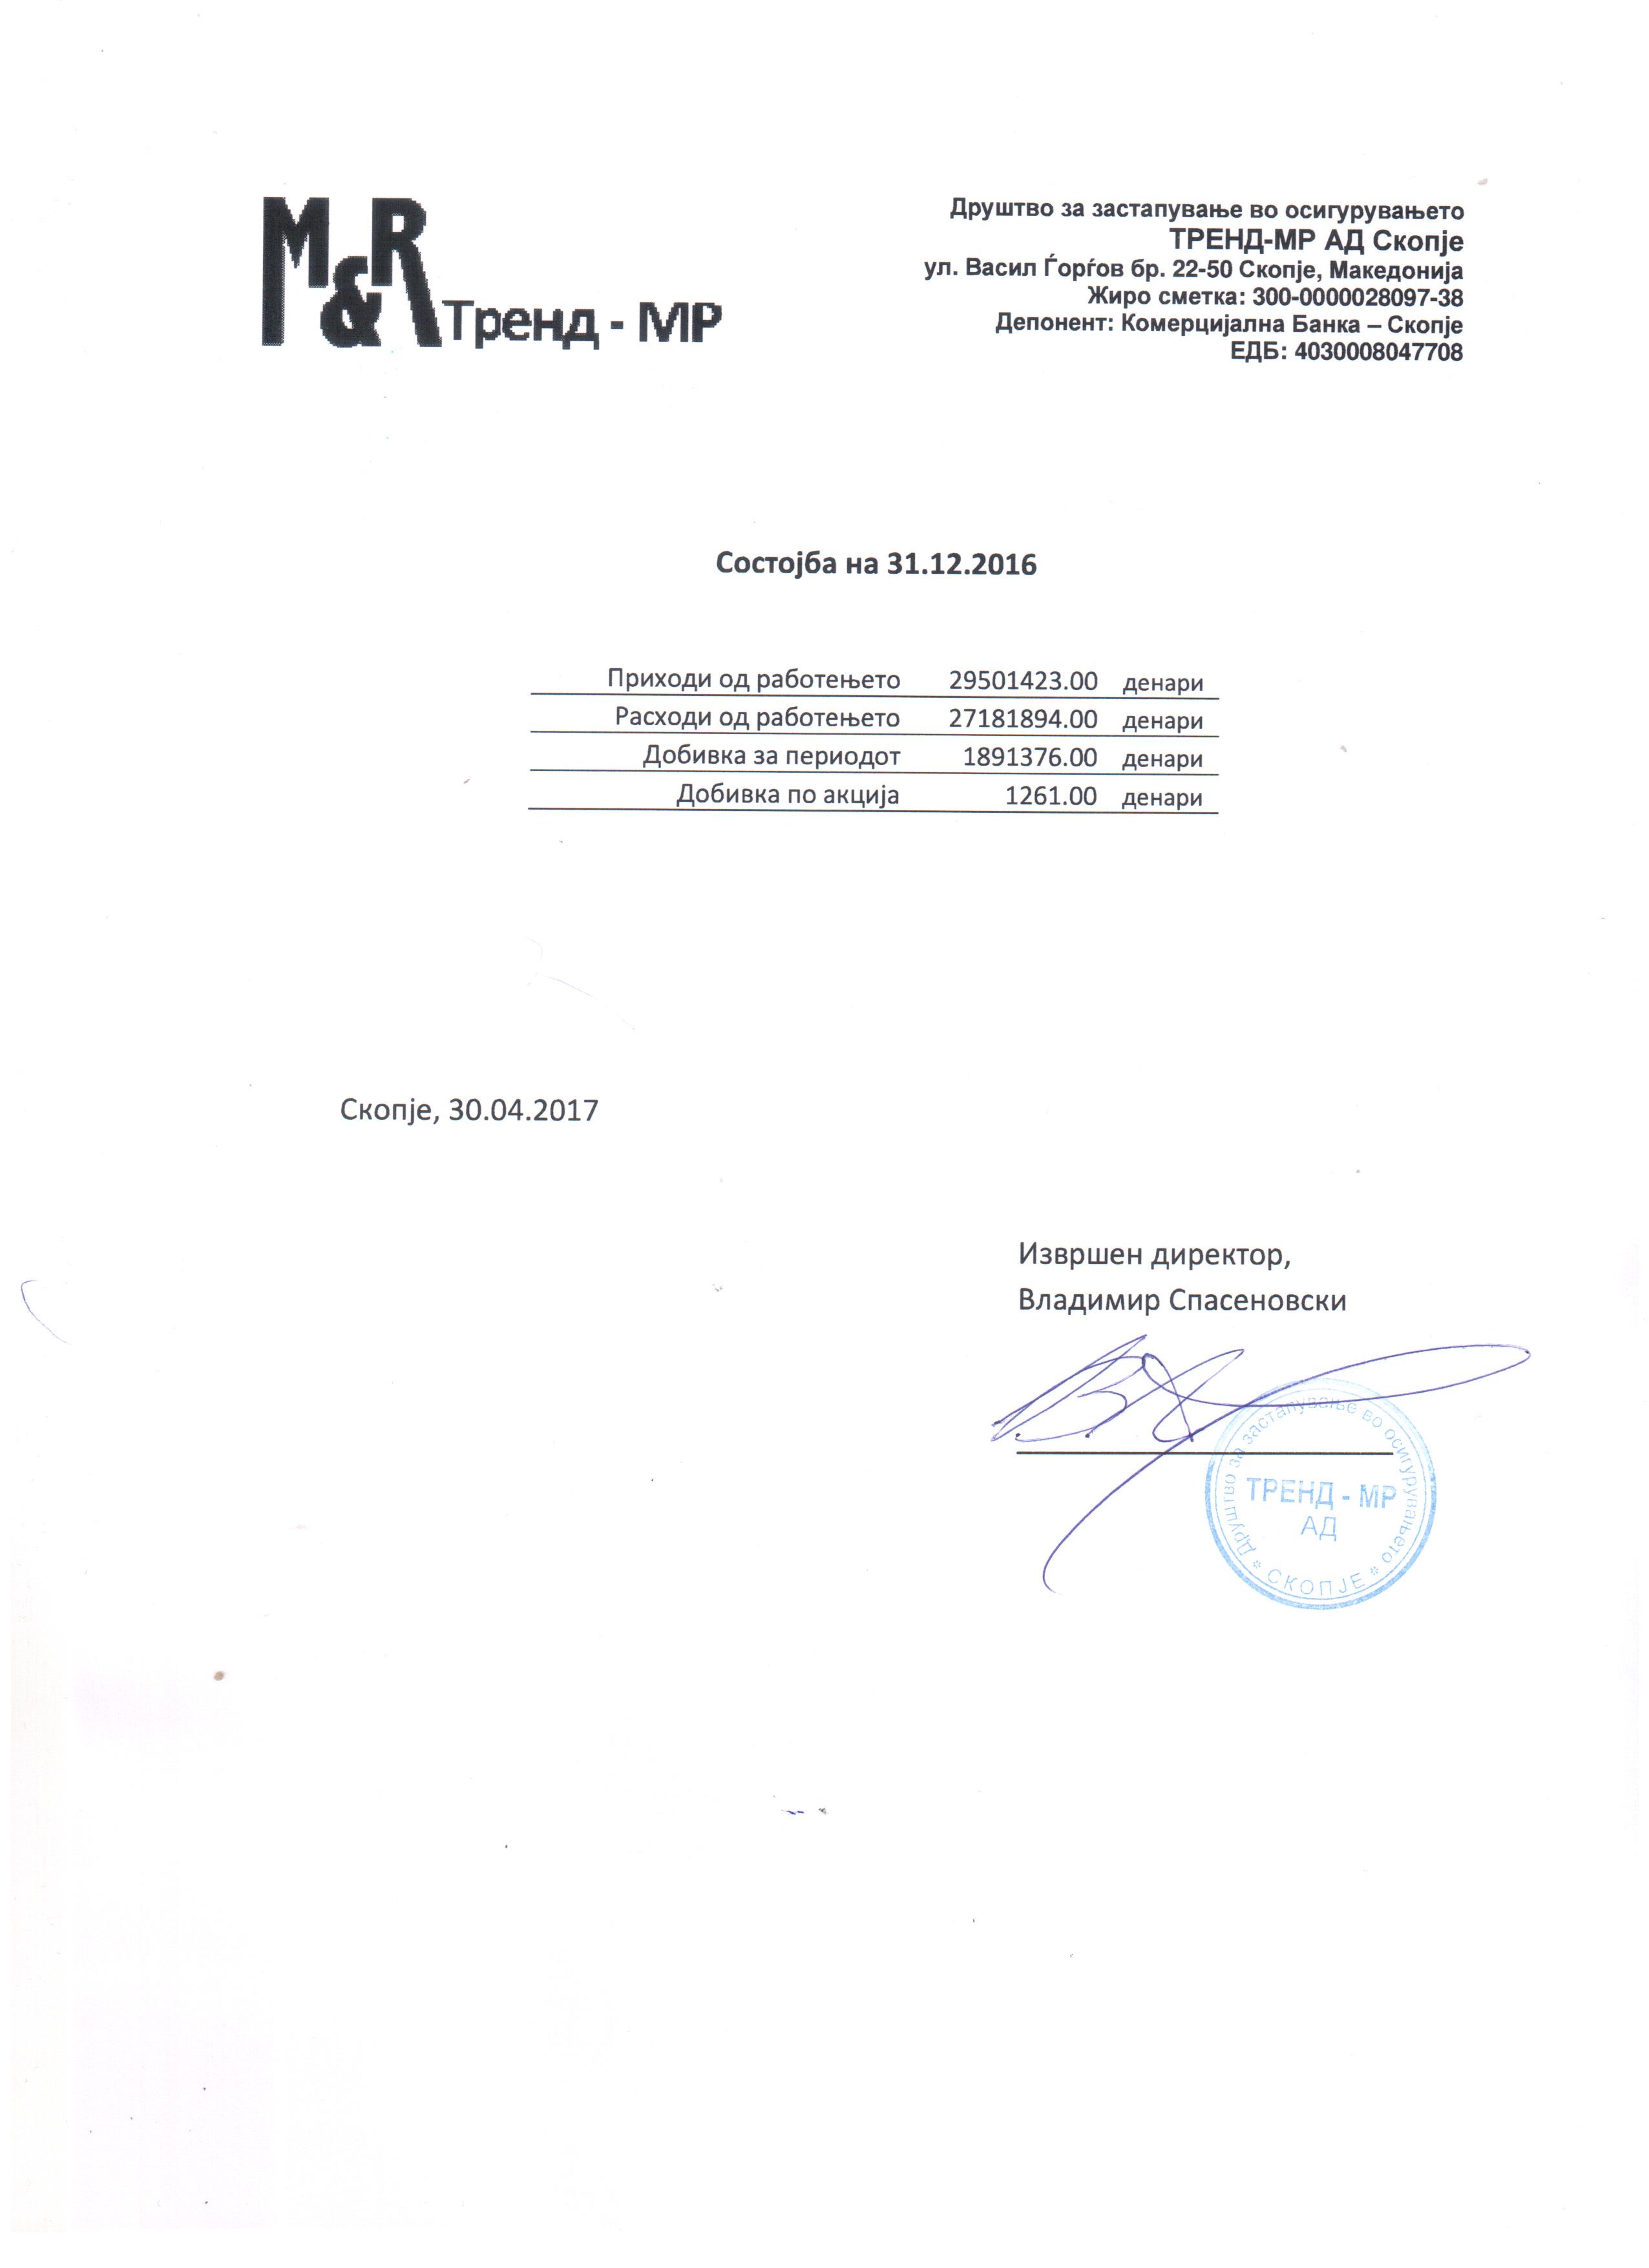 M&R Тренд - МР
Друштво за застапување во осигурувањето
ТРЕНД-МР АД Скопје
ул. Васил Ѓорѓов бр. 22-50 Скопје, Македонија
Жиро сметка: 300-0000028097-38
Депонент: Комерцијална Банка – Скопје
ЕДБ: 4030008047708
Состојба на 31.12.2016
Приходи од работењето 29501423.00 денари
Расходи од работењето 27181894.00 денари
Добивка за периодот 1891376.00 денари
Добивка по акција 1261.00 денари
Скопје, 30.04.2017
Извршен директор,
Владимир Спасеновски
Друштво за застапување во осигурувањето
ТРЕНД - МР
АД
* СКОПЈЕ *